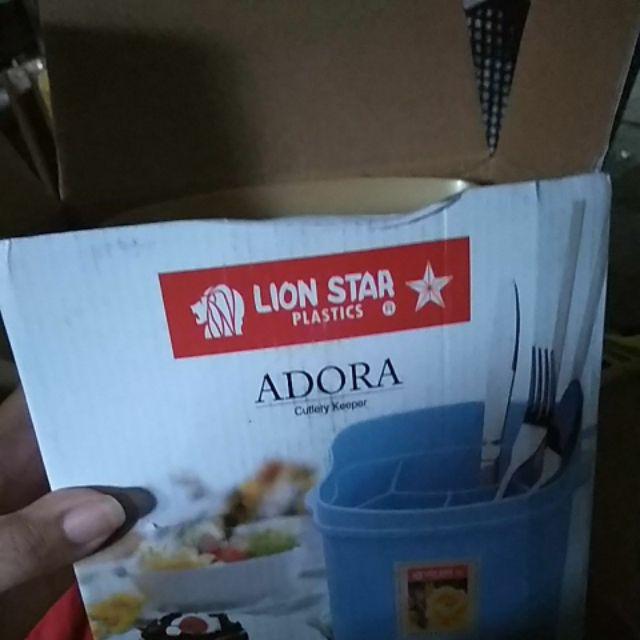 LION STAR
PLASTICS ®
ADORA
Cutlery Keeper